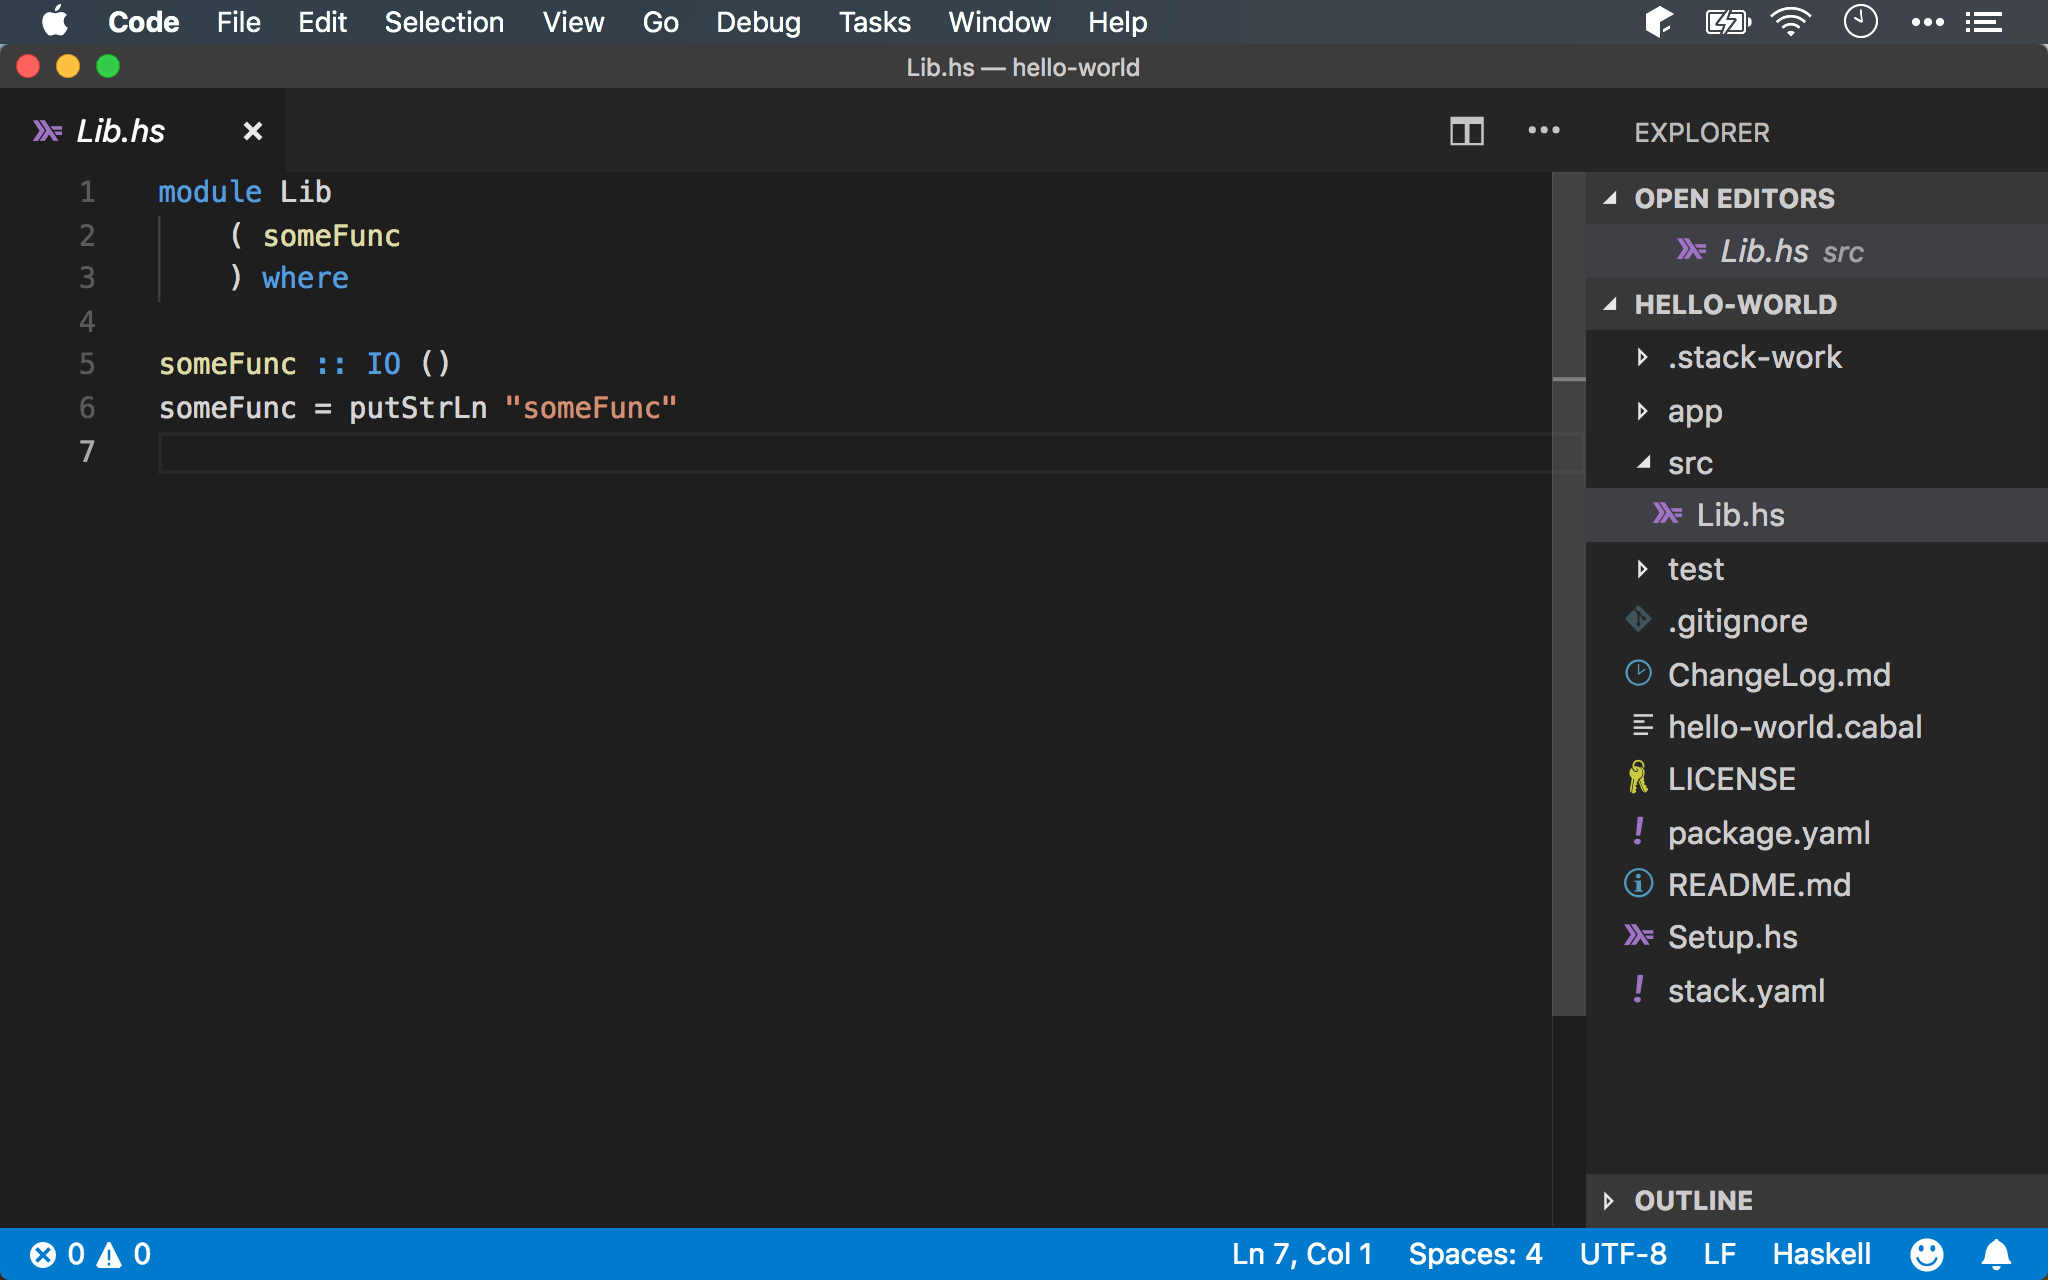 Code File Edit Selection View Go Debug Tasks Window Help
Lib.hs — hello-world
Lib.hs
1 module Lib
2 ( someFunc
3 ) where
4
5 someFunc :: IO ()
6 someFunc = putStrLn "someFunc"
7
EXPLORER
OPEN EDITORS
Lib.hs src
HELLO-WORLD
.stack-work
app
src
Lib.hs
test
.gitignore
ChangeLog.md
hello-world.cabal
LICENSE
package.yaml
README.md
Setup.hs
stack.yaml
OUTLINE
0 0 Ln 7, Col 1 Spaces: 4 UTF-8 LF Haskell